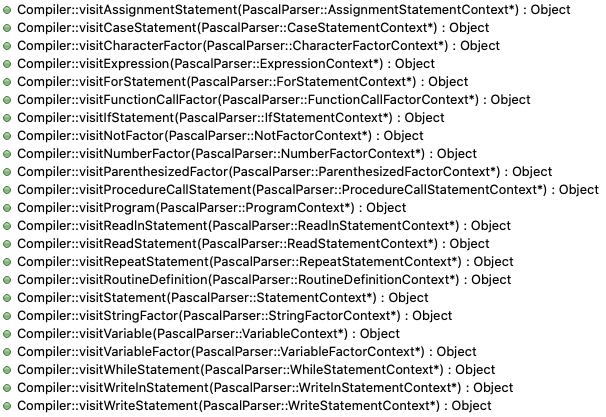 Compiler::visitAssignmentStatement(PascalParser::AssignmentStatementContext*) : Object
Compiler::visitCaseStatement(PascalParser::CaseStatementContext*) : Object
Compiler::visitCharacterFactor(PascalParser::CharacterFactorContext*) : Object
Compiler::visitExpression(PascalParser::ExpressionContext*) : Object
Compiler::visitForStatement(PascalParser::ForStatementContext*) : Object
Compiler::visitFunctionCallFactor(PascalParser::FunctionCallFactorContext*) : Object
Compiler::visitIfStatement(PascalParser::IfStatementContext*) : Object
Compiler::visitNotFactor(PascalParser::NotFactorContext*) : Object
Compiler::visitNumberFactor(PascalParser::NumberFactorContext*) : Object
Compiler::visitParenthesizedFactor(PascalParser::ParenthesizedFactorContext*) : Object
Compiler::visitProcedureCallStatement(PascalParser::ProcedureCallStatementContext*) : Object
Compiler::visitProgram(PascalParser::ProgramContext*) : Object
Compiler::visitReadlnStatement(PascalParser::ReadlnStatementContext*) : Object
Compiler::visitReadStatement(PascalParser::ReadStatementContext*) : Object
Compiler::visitRepeatStatement(PascalParser::RepeatStatementContext*) : Object
Compiler::visitRoutineDefinition(PascalParser::RoutineDefinitionContext*) : Object
Compiler::visitStatement(PascalParser::StatementContext*) : Object
Compiler::visitStringFactor(PascalParser::StringFactorContext*) : Object
Compiler::visitVariable(PascalParser::VariableContext*) : Object
Compiler::visitVariableFactor(PascalParser::VariableFactorContext*) : Object
Compiler::visitWhileStatement(PascalParser::WhileStatementContext*) : Object
Compiler::visitWritelnStatement(PascalParser::WritelnStatementContext*) : Object
Compiler::visitWriteStatement(PascalParser::WriteStatementContext*) : Object